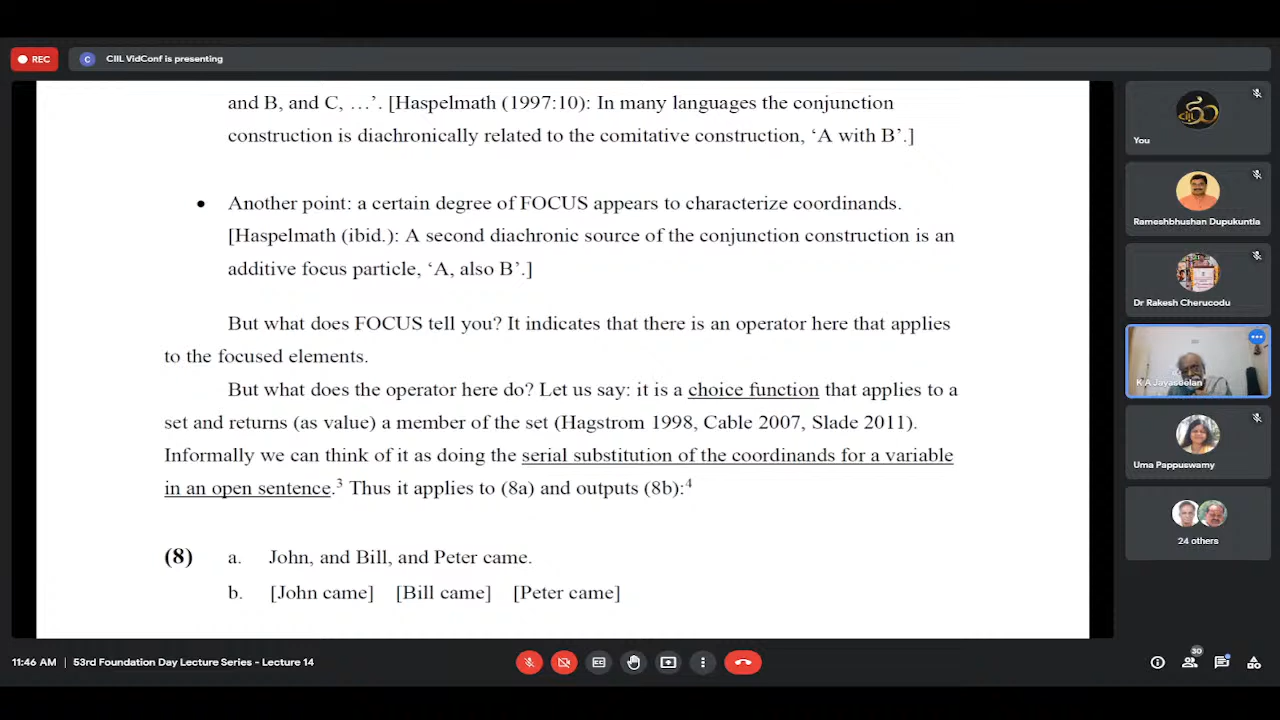 REC
C CIIL VidConf is presenting
and B, and C, …’. [Haspelmath (1997:10): In many languages the conjunction
construction is diachronically related to the comitative construction, ‘A with B’.]
• Another point: a certain degree of FOCUS appears to characterize coordinands.
[Haspelmath (ibid.): A second diachronic source of the conjunction construction is an
additive focus particle, ‘A, also B’.]
But what does FOCUS tell you? It indicates that there is an operator here that applies
to the focused elements.
But what does the operator here do? Let us say: it is a choice function that applies to a
set and returns (as value) a member of the set (Hagstrom 1998, Cable 2007, Slade 2011).
Informally we can think of it as doing the serial substitution of the coordinands for a variable
in an open sentence.³ Thus it applies to (8a) and outputs (8b):⁴
(8) a. John, and Bill, and Peter came.
b. [John came] [Bill came] [Peter came]
You
Rameshbhushan Dupukuntla
Dr Rakesh Cherucodu
K A Jayaseelan
Uma Pappuswamy
24 others
11:46 AM | 53rd Foundation Day Lecture Series - Lecture 14
30